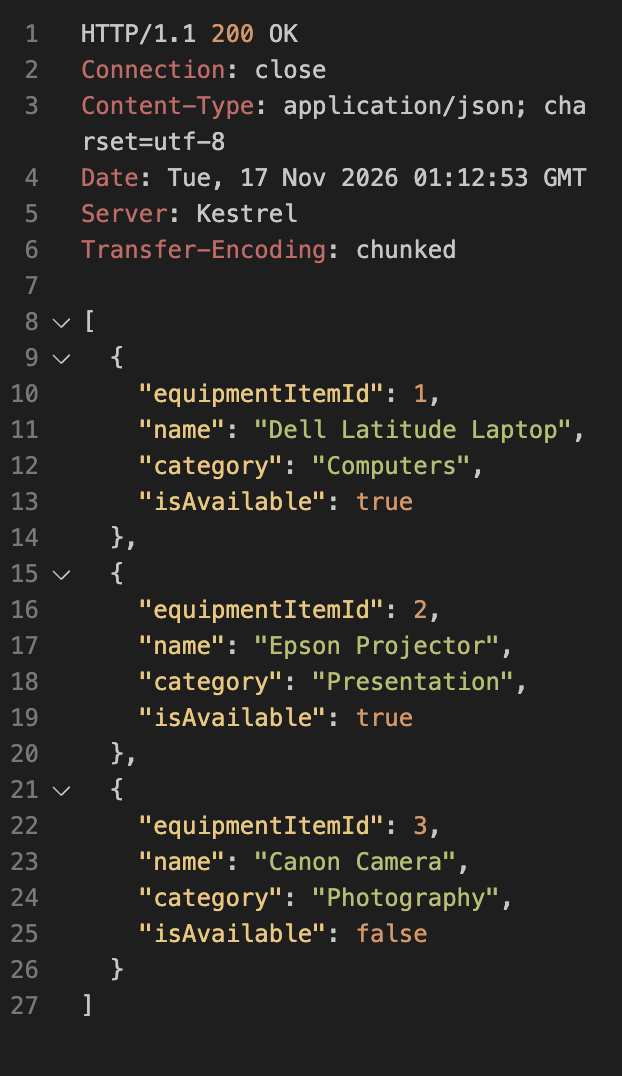 1 HTTP/1.1 200 OK
2 Connection: close
3 Content-Type: application/json; cha
rset=utf-8
4 Date: Tue, 17 Nov 2026 01:12:53 GMT
5 Server: Kestrel
6 Transfer-Encoding: chunked
7
8 [
9 {
10 "equipmentItemId": 1,
11 "name": "Dell Latitude Laptop",
12 "category": "Computers",
13 "isAvailable": true
14 },
15 {
16 "equipmentItemId": 2,
17 "name": "Epson Projector",
18 "category": "Presentation",
19 "isAvailable": true
20 },
21 {
22 "equipmentItemId": 3,
23 "name": "Canon Camera",
24 "category": "Photography",
25 "isAvailable": false
26 }
27 ]